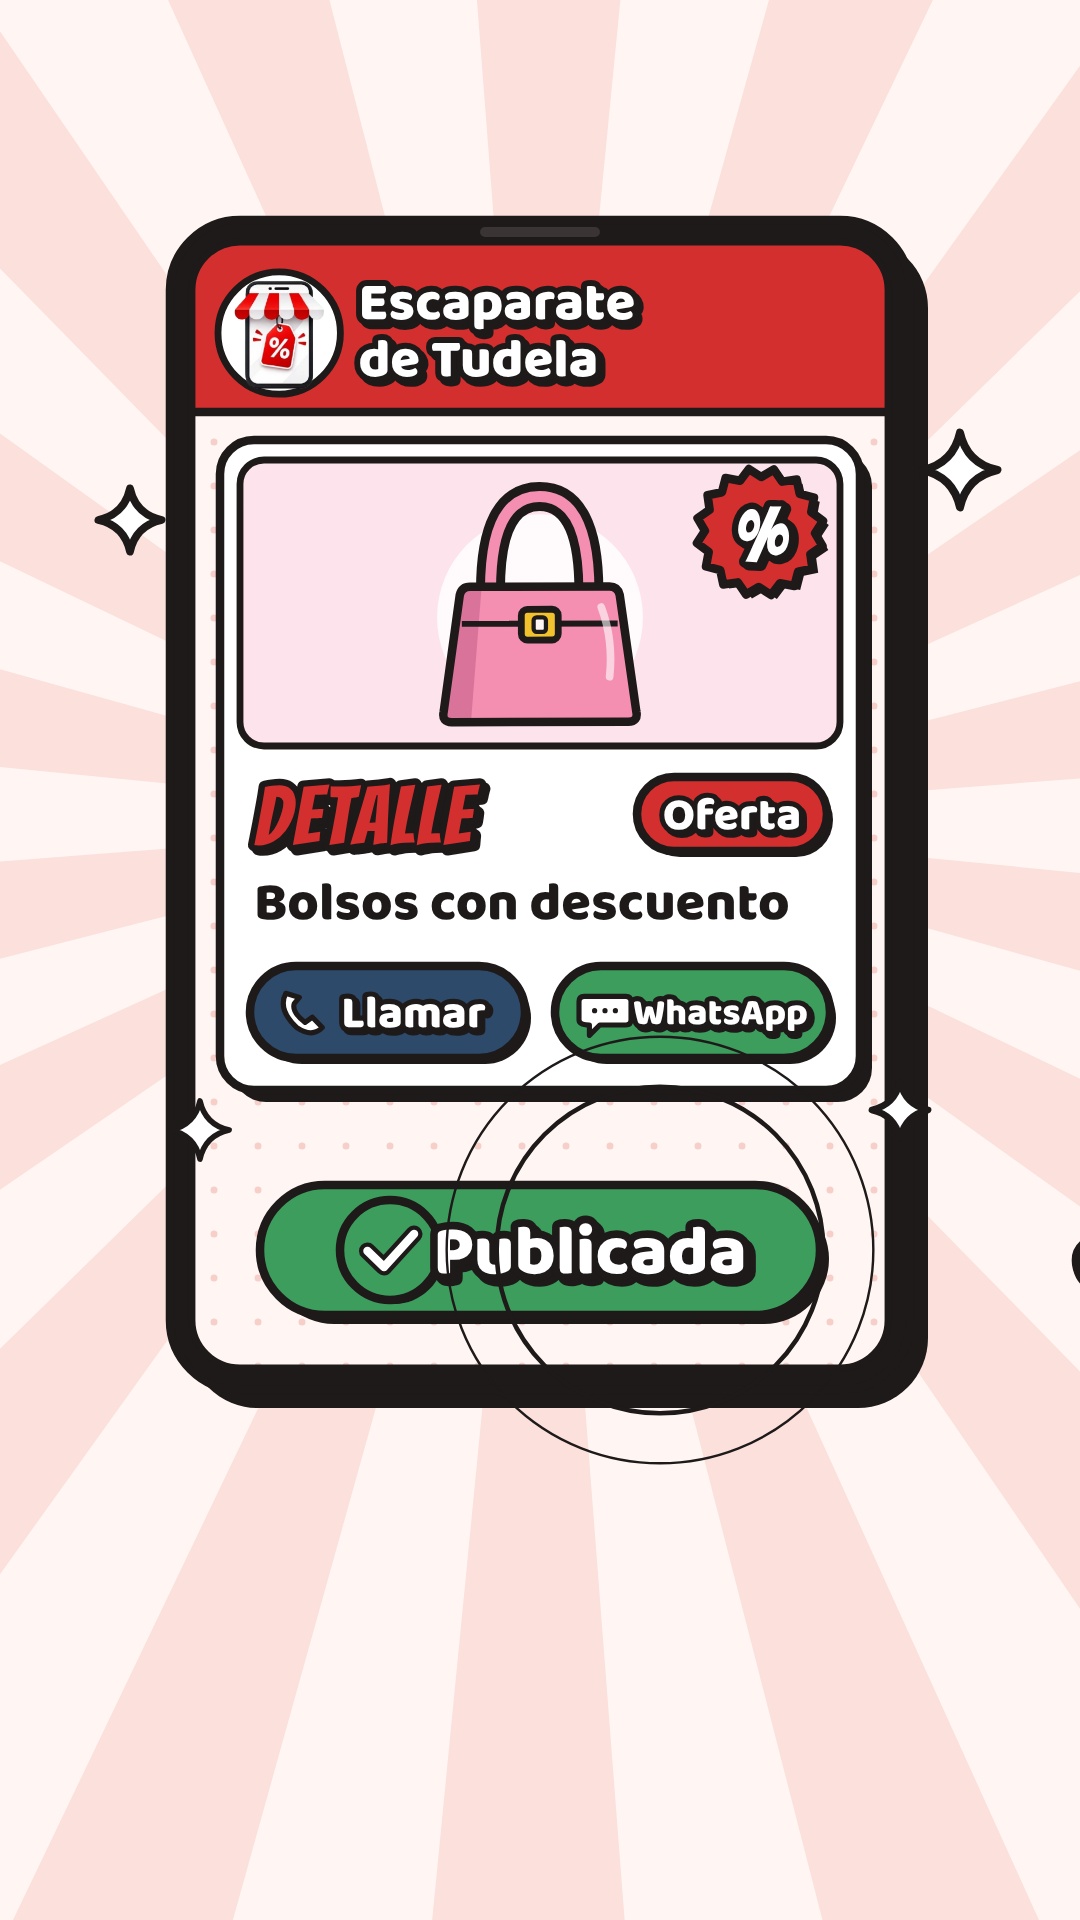 Escaparate
de Tudela
%
%
DETALLE
Oferta
Bolsos con descuento
Llamar
WhatsApp
Publicada